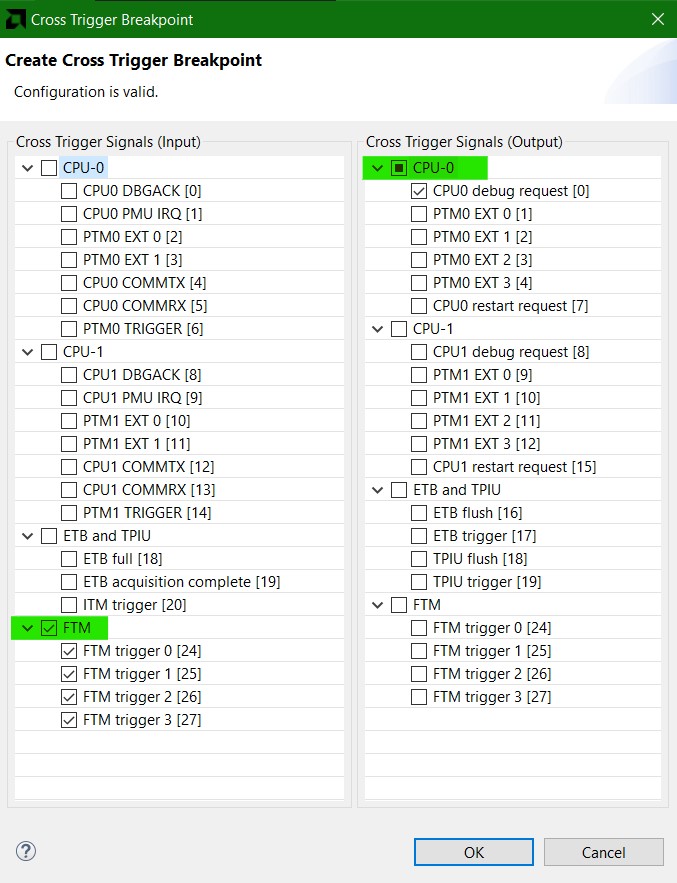 Cross Trigger Breakpoint
Create Cross Trigger Breakpoint
Configuration is valid.
Cross Trigger Signals (Input)
CPU-0
CPU0 DBGACK [0]
CPU0 PMU IRQ [1]
PTM0 EXT 0 [2]
PTM0 EXT 1 [3]
CPU0 COMMTX [4]
CPU0 COMMRX [5]
PTM0 TRIGGER [6]
CPU-1
CPU1 DBGACK [8]
CPU1 PMU IRQ [9]
PTM1 EXT 0 [10]
PTM1 EXT 1 [11]
CPU1 COMMTX [12]
CPU1 COMMRX [13]
PTM1 TRIGGER [14]
ETB and TPIU
ETB full [18]
ETB acquisition complete [19]
ITM trigger [20]
FTM
FTM trigger 0 [24]
FTM trigger 1 [25]
FTM trigger 2 [26]
FTM trigger 3 [27]
Cross Trigger Signals (Output)
CPU-0
CPU0 debug request [0]
PTM0 EXT 0 [1]
PTM0 EXT 1 [2]
PTM0 EXT 2 [3]
PTM0 EXT 3 [4]
CPU0 restart request [7]
CPU-1
CPU1 debug request [8]
PTM1 EXT 0 [9]
PTM1 EXT 1 [10]
PTM1 EXT 2 [11]
PTM1 EXT 3 [12]
CPU1 restart request [15]
ETB and TPIU
ETB flush [16]
ETB trigger [17]
TPIU flush [18]
TPIU trigger [19]
FTM
FTM trigger 0 [24]
FTM trigger 1 [25]
FTM trigger 2 [26]
FTM trigger 3 [27]
?
OK
Cancel